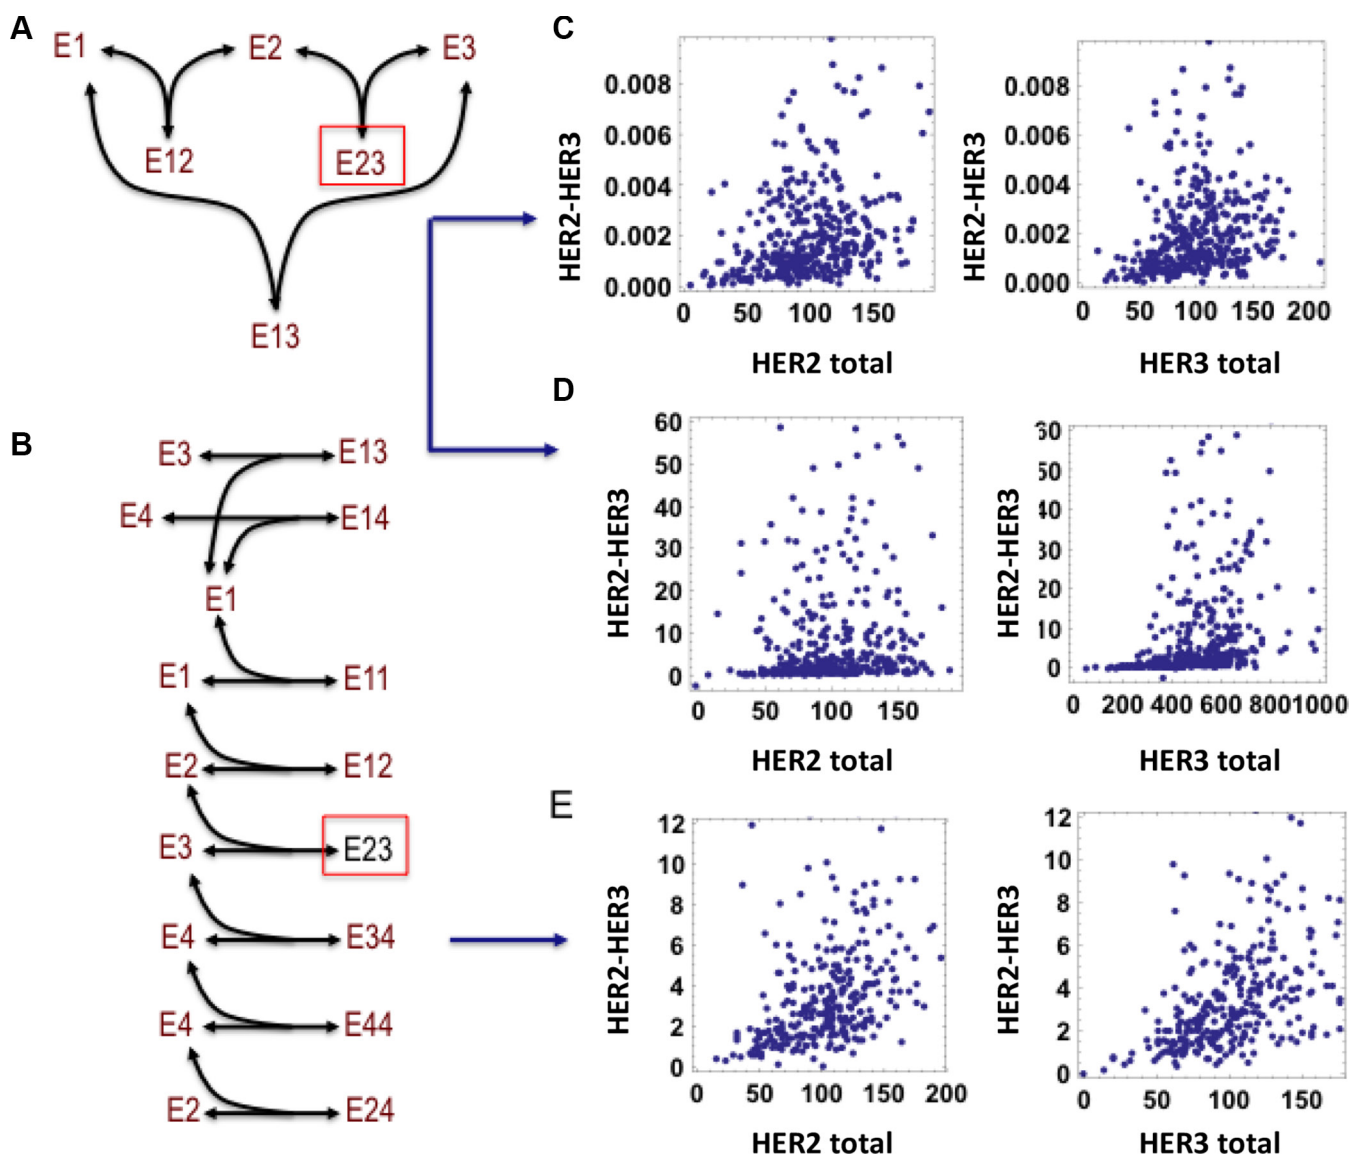 A
E1 E2 E3
E12 E23
E13
B
E3 E13
E4 E14
E1
E1 E11
E2 E12
E3 E23
E4 E34
E4 E44
E2 E24
C
HER2-HER3
0.008
0.006
0.004
0.002
0.000
0 50 100 150
HER2 total
HER2-HER3
0.008
0.006
0.004
0.002
0.000
0 50 100 150 200
HER3 total
D
HER2-HER3
60
50
40
30
20
10
0
0 50 100 150
HER2 total
HER2-HER3
50
40
30
20
10
0
0 200 400 600 800 1000
HER3 total
E
HER2-HER3
12
10
8
6
4
2
0
0 50 100 150 200
HER2 total
HER2-HER3
12
10
8
6
4
2
0
0 50 100 150
HER3 total